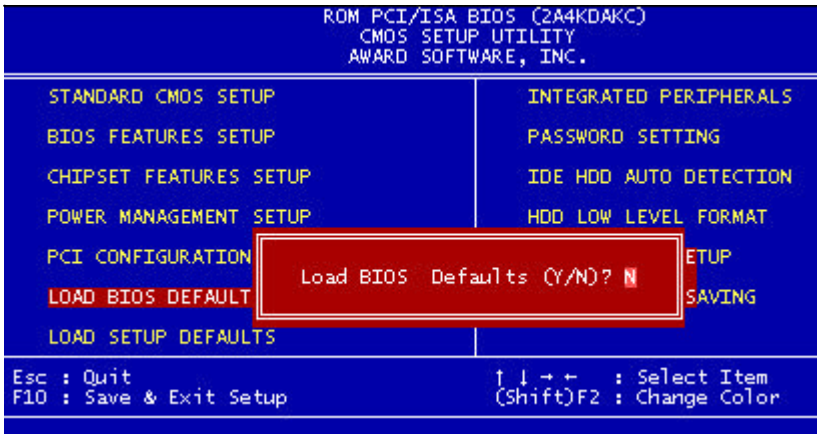 ROM PCI/ISA BIOS (2A4KDAKC)
CMOS SETUP UTILITY
AWARD SOFTWARE, INC.
STANDARD CMOS SETUP
BIOS FEATURES SETUP
CHIPSET FEATURES SETUP
POWER MANAGEMENT SETUP
PCI CONFIGURATION
LOAD BIOS DEFAULT
LOAD SETUP DEFAULTS
INTEGRATED PERIPHERALS
PASSWORD SETTING
IDE HDD AUTO DETECTION
HDD LOW LEVEL FORMAT
ETUP
SAVING
Load BIOS Defaults (Y/N)? N
Esc : Quit
F10 : Save & Exit Setup
↑ ↓ → ← : Select Item
(Shift)F2 : Change Color